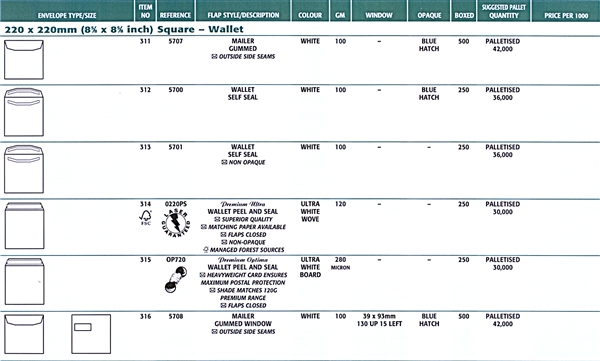 ENVELOPE TYPE/SIZE ITEM NO REFERENCE FLAP STYLE/DESCRIPTION COLOUR GM WINDOW OPAQUE BOXED SUGGESTED PALLET QUANTITY PRICE PER 1000
220 x 220mm (8⅝ x 8⅝ inch) Square – Wallet
311 5707 MAILER WHITE 100 – BLUE 500 PALLETISED
GUMMED HATCH 42,000
OUTSIDE SIDE SEAMS
312 5700 WALLET WHITE 100 – BLUE 250 PALLETISED
SELF SEAL HATCH 36,000
313 5701 WALLET WHITE 100 – – 250 PALLETISED
SELF SEAL 36,000
NON OPAQUE
314 0220PS Premium Ultra ULTRA 120 – – 250 PALLETISED
FSC LASER GUARANTEED WALLET PEEL AND SEAL WHITE 30,000
SUPERIOR QUALITY WOVE
MATCHING PAPER AVAILABLE
FLAPS CLOSED
NON-OPAQUE
MANAGED FOREST SOURCES
315 OP720 Premium Optima ULTRA 280 – – 250 PALLETISED
WALLET PEEL AND SEAL WHITE MICRON 30,000
HEAVYWEIGHT CARD ENSURES BOARD
MAXIMUM POSTAL PROTECTION
SHADE MATCHES 120G
PREMIUM RANGE
FLAPS CLOSED
316 5708 MAILER WHITE 100 39 x 93mm BLUE 500 PALLETISED
GUMMED WINDOW 130 UP 15 LEFT HATCH 42,000
OUTSIDE SIDE SEAMS